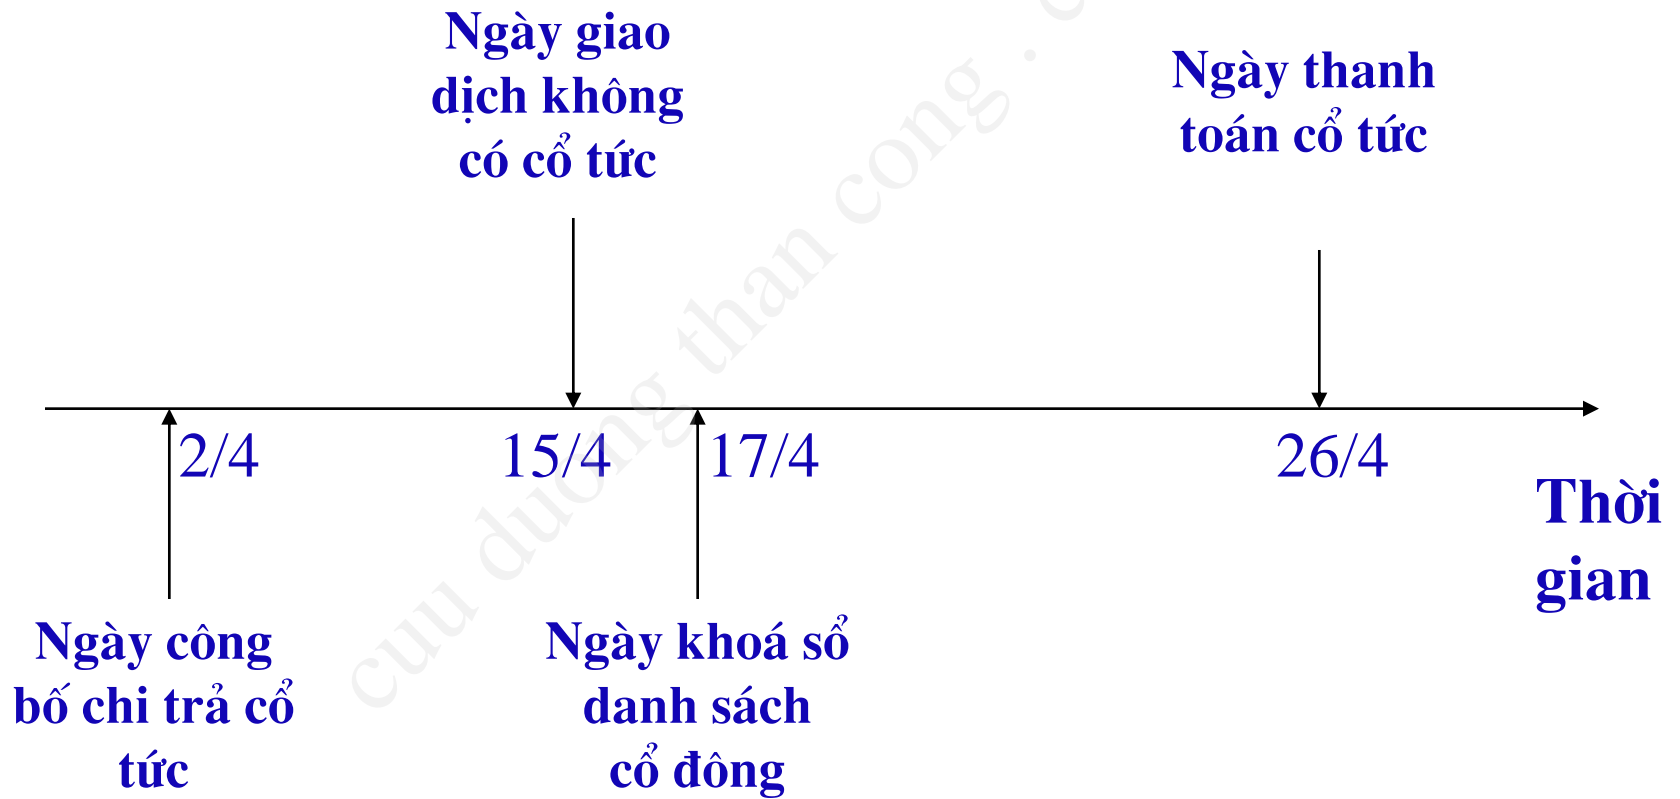 Ngày giao
dịch không
có cổ tức
Ngày thanh
toán cổ tức
2/4
15/4
17/4
26/4
Thời
gian
Ngày công
bố chi trả cổ
tức
Ngày khoá sổ
danh sách
cổ đông
cuu duong than cong . c